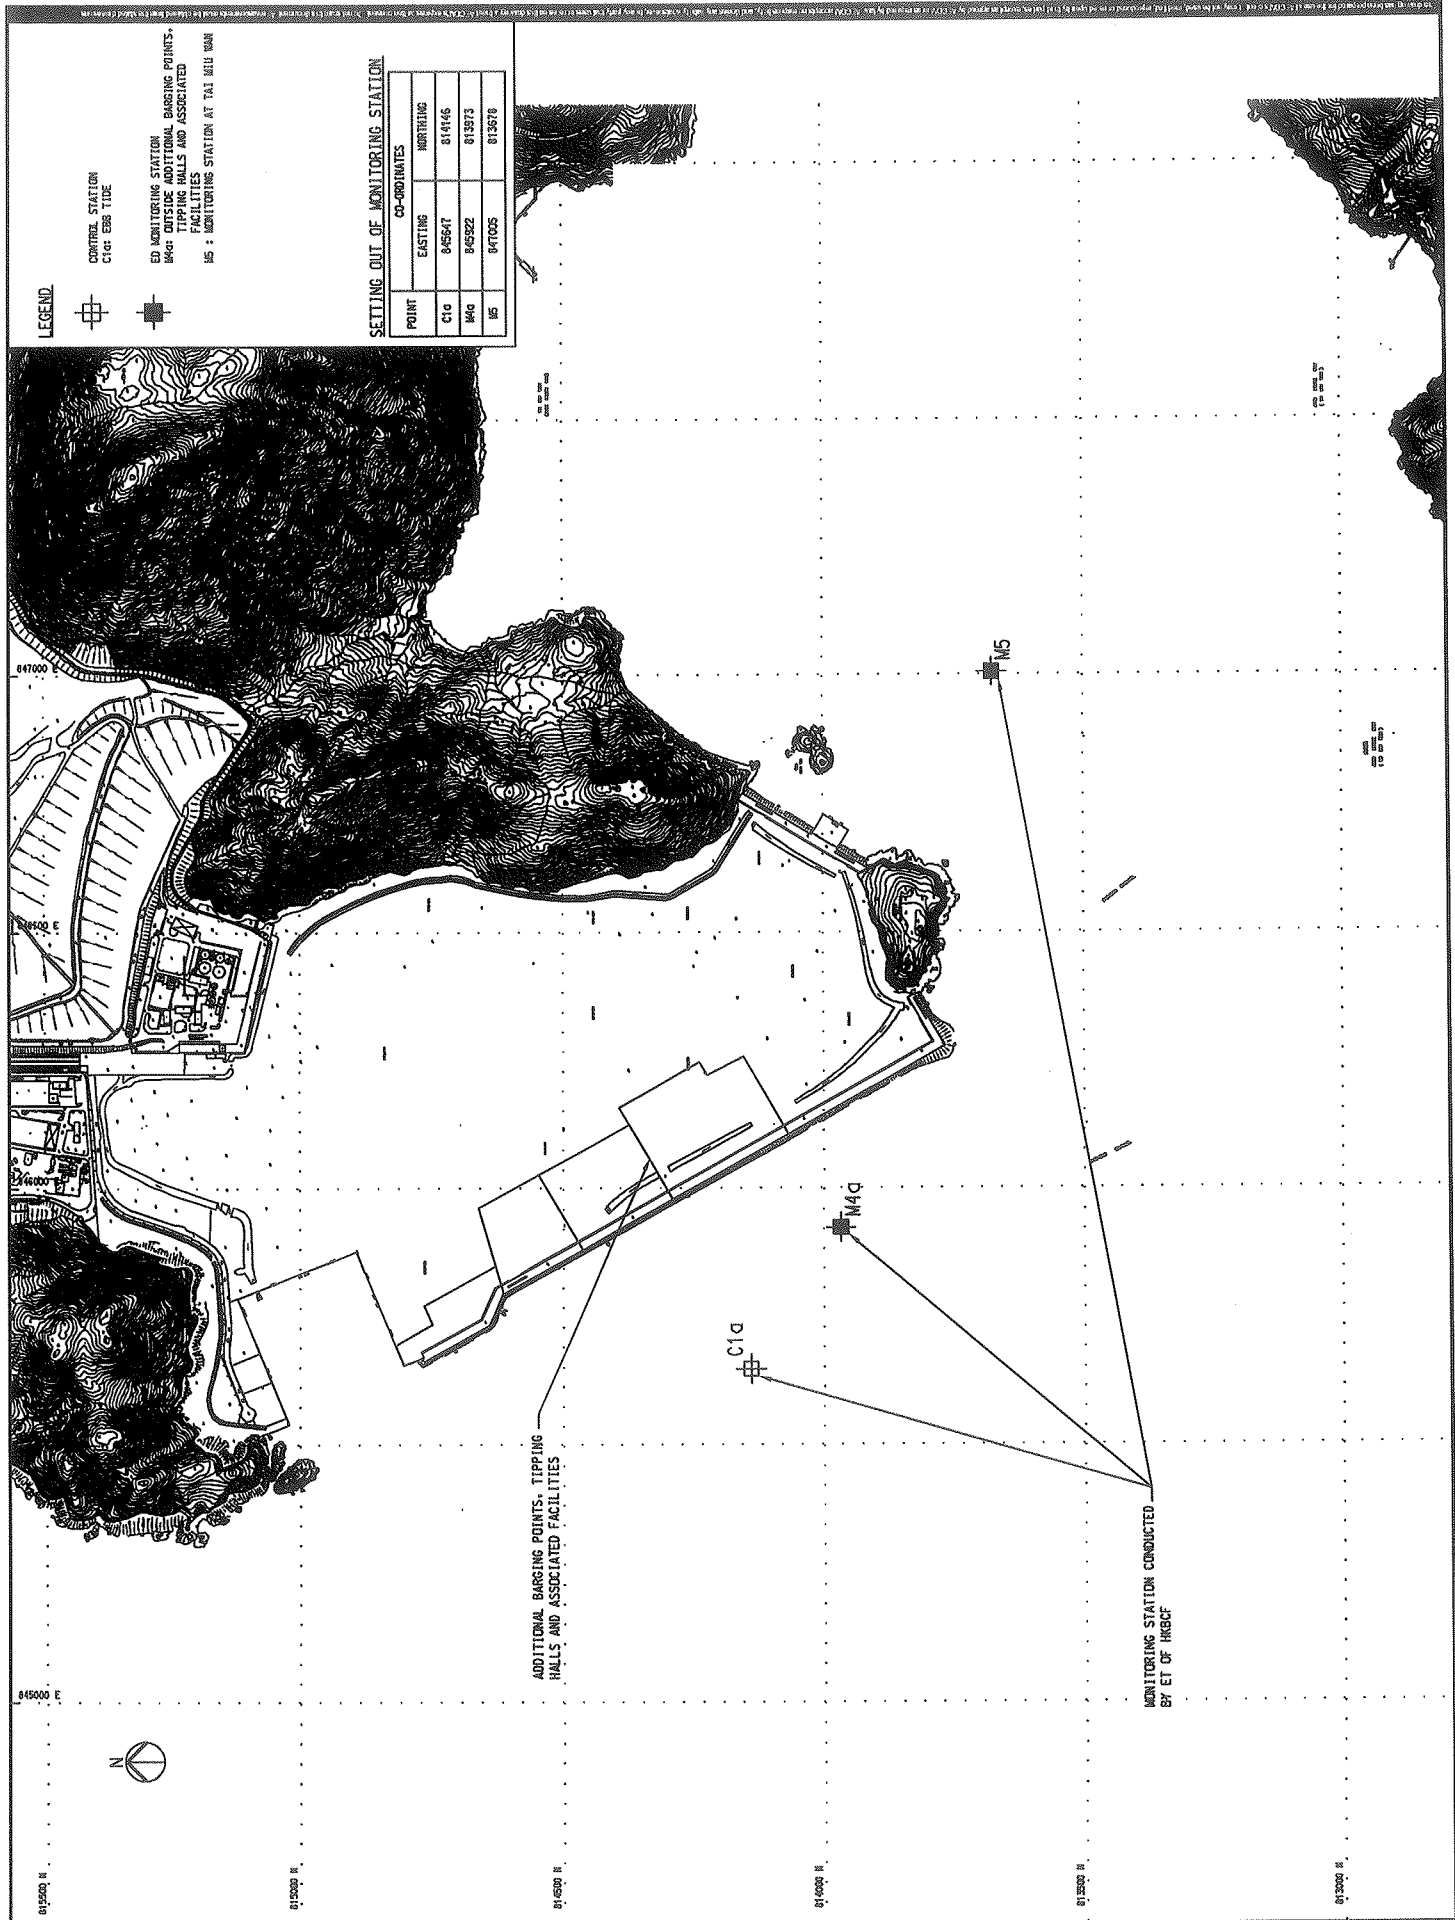 LEGEND
CONTROL STATION
C1a: EBB TIDE
ED MONITORING STATION
M4a: OUTSIDE ADDITIONAL BARGING POINTS,
TIPPING HALLS AND ASSOCIATED
FACILITIES
M5 : MONITORING STATION AT TAI MIU WAN
SETTING OUT OF MONITORING STATION
POINT CO-ORDINATES
EASTING NORTHING
C1a 845647 814146
M4a 845922 813973
M5 847005 813678
847000 E
846500 E
846000 E
845000 E
N
815500 N
815000 N
814500 N
814000 N
813500 N
813000 N
C1a
M4a
M5
ADDITIONAL BARGING POINTS, TIPPING
HALLS AND ASSOCIATED FACILITIES
MONITORING STATION CONDUCTED
BY ET OF HKBCF